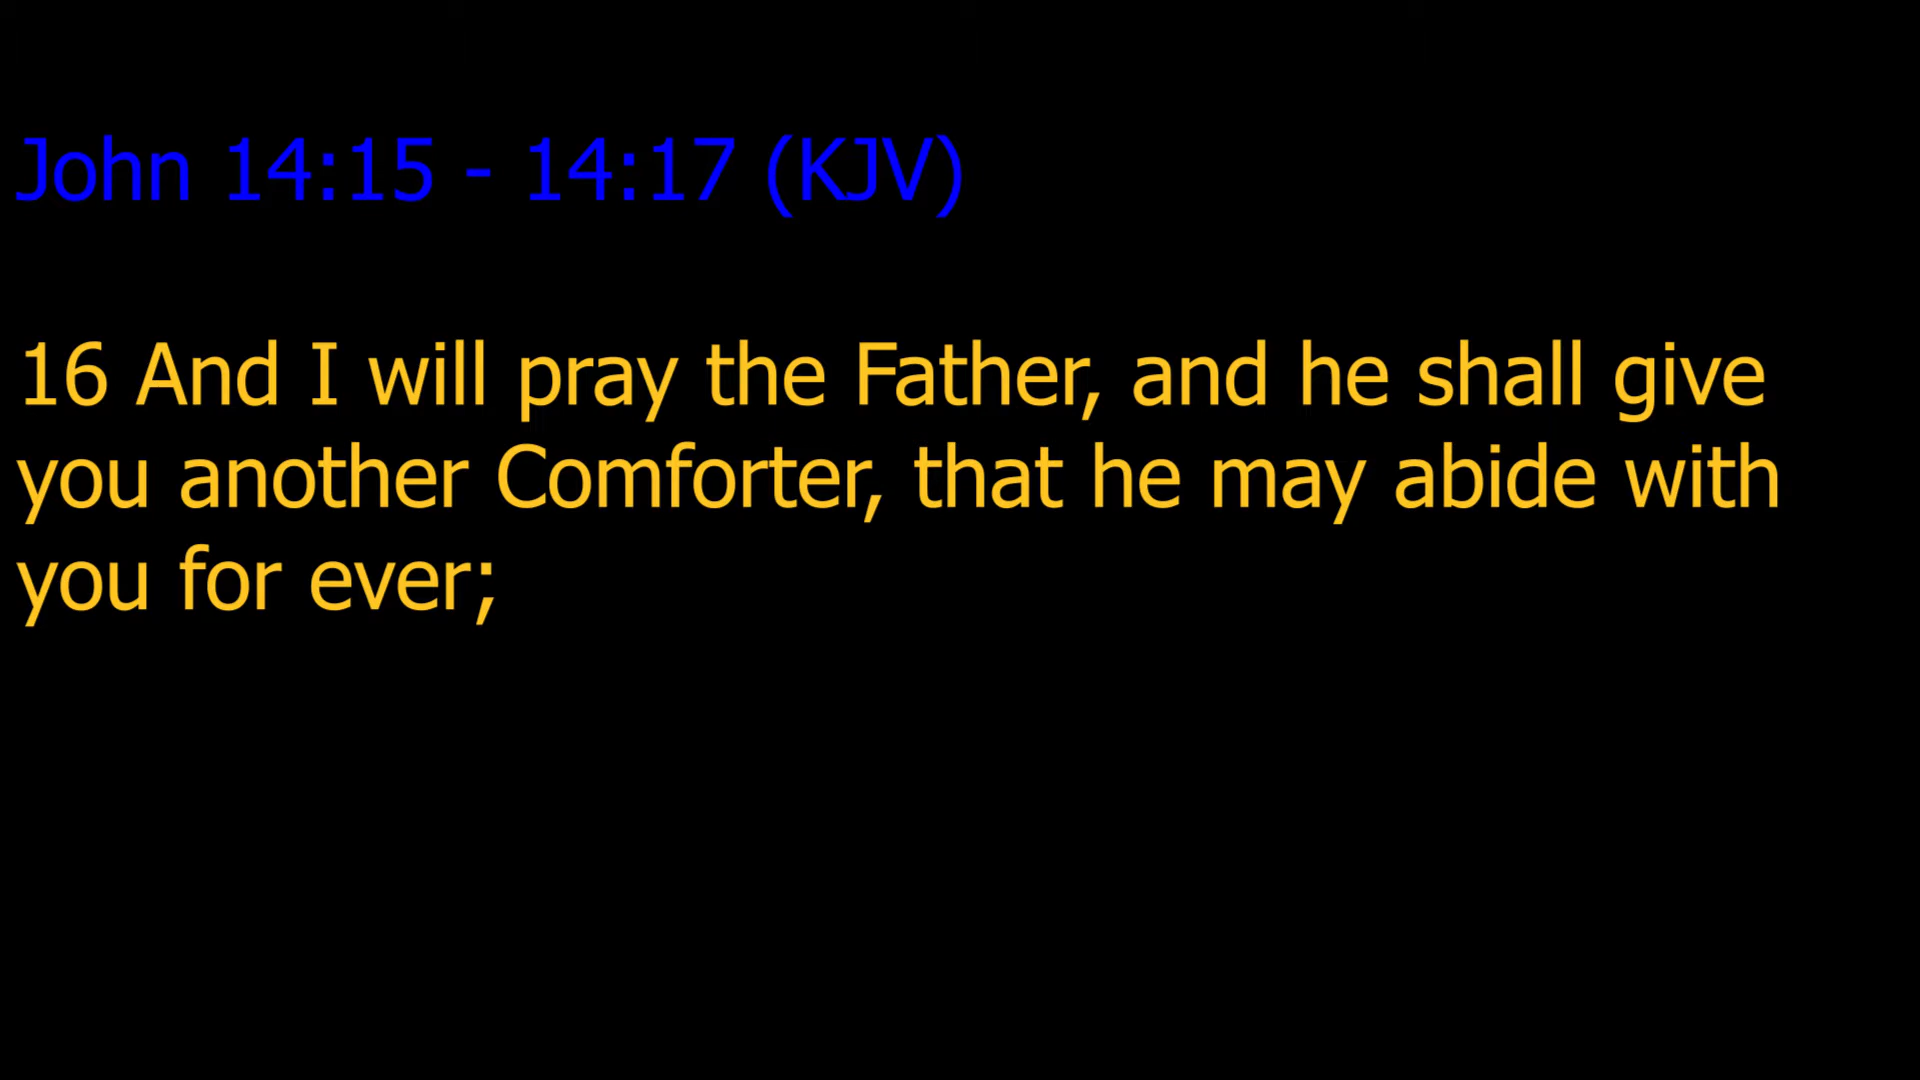 John 14:15 - 14:17 (KJV)
16 And I will pray the Father, and he shall give
you another Comforter, that he may abide with
you for ever;